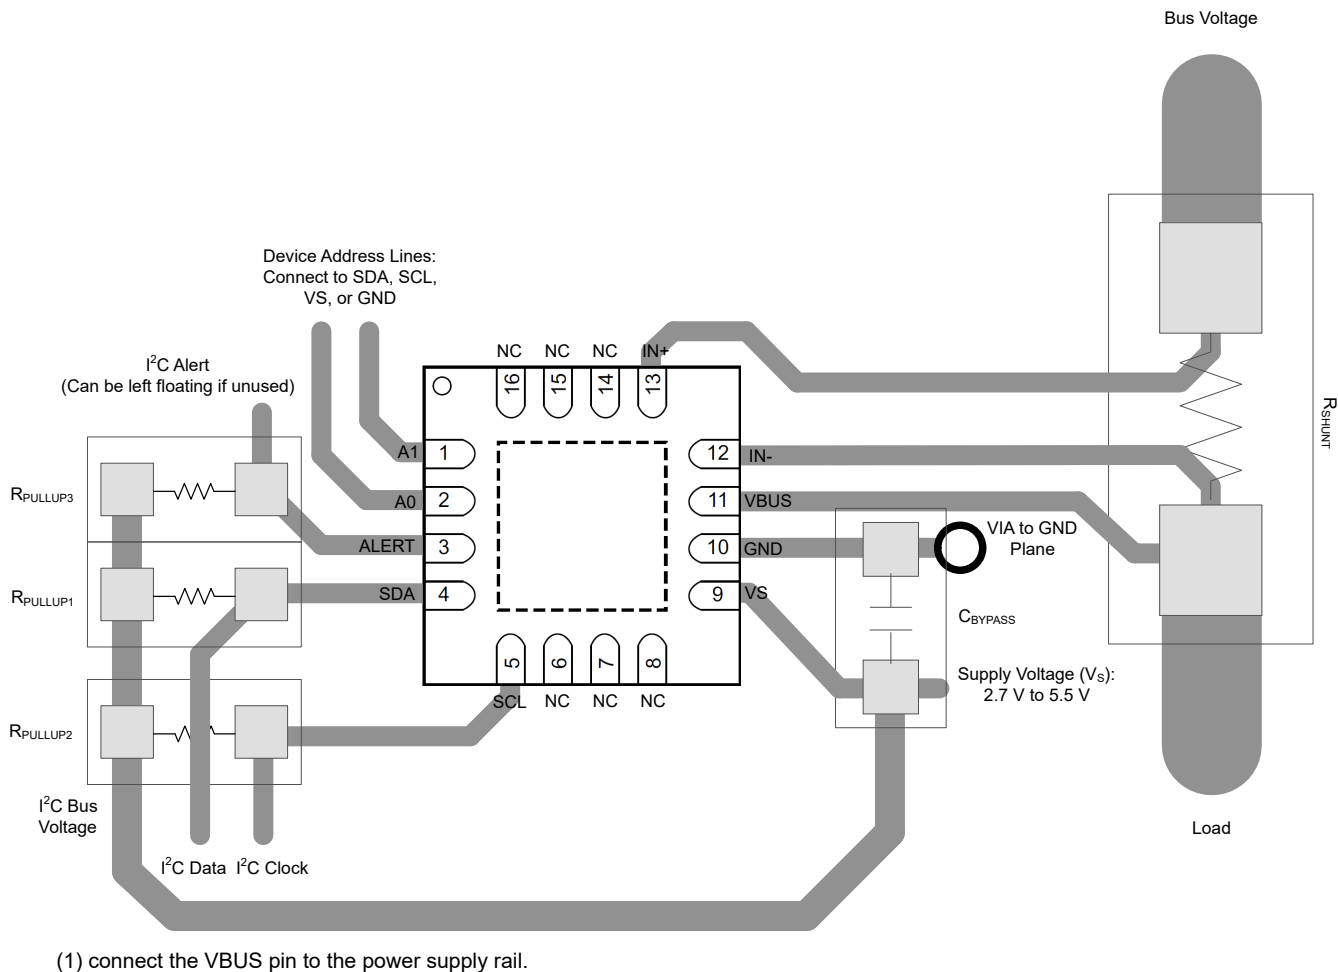 Bus Voltage
Device Address Lines:
Connect to SDA, SCL,
VS, or GND
I²C Alert
(Can be left floating if unused)
NC
NC
NC
IN+
16
15
14
13
A1
1
A0
2
ALERT
3
SDA
4
12
IN-
11
VBUS
10
GND
9
VS
5
6
7
8
SCL
NC
NC
NC
RPULLUP3
RPULLUP1
RPULLUP2
RSHUNT
VIA to GND
Plane
CBYPASS
Supply Voltage (VS):
2.7 V to 5.5 V
I²C Bus
Voltage
I²C Data
I²C Clock
Load
(1) connect the VBUS pin to the power supply rail.